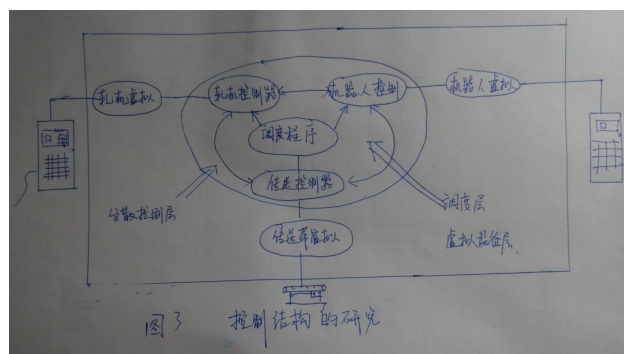 轧机虚拟
轧机控制器
机器人控制
机器人虚拟
调度程序
传送控制器
分散控制层
调度层
虚拟设备层
传送带虚拟
图3 控制结构的研究